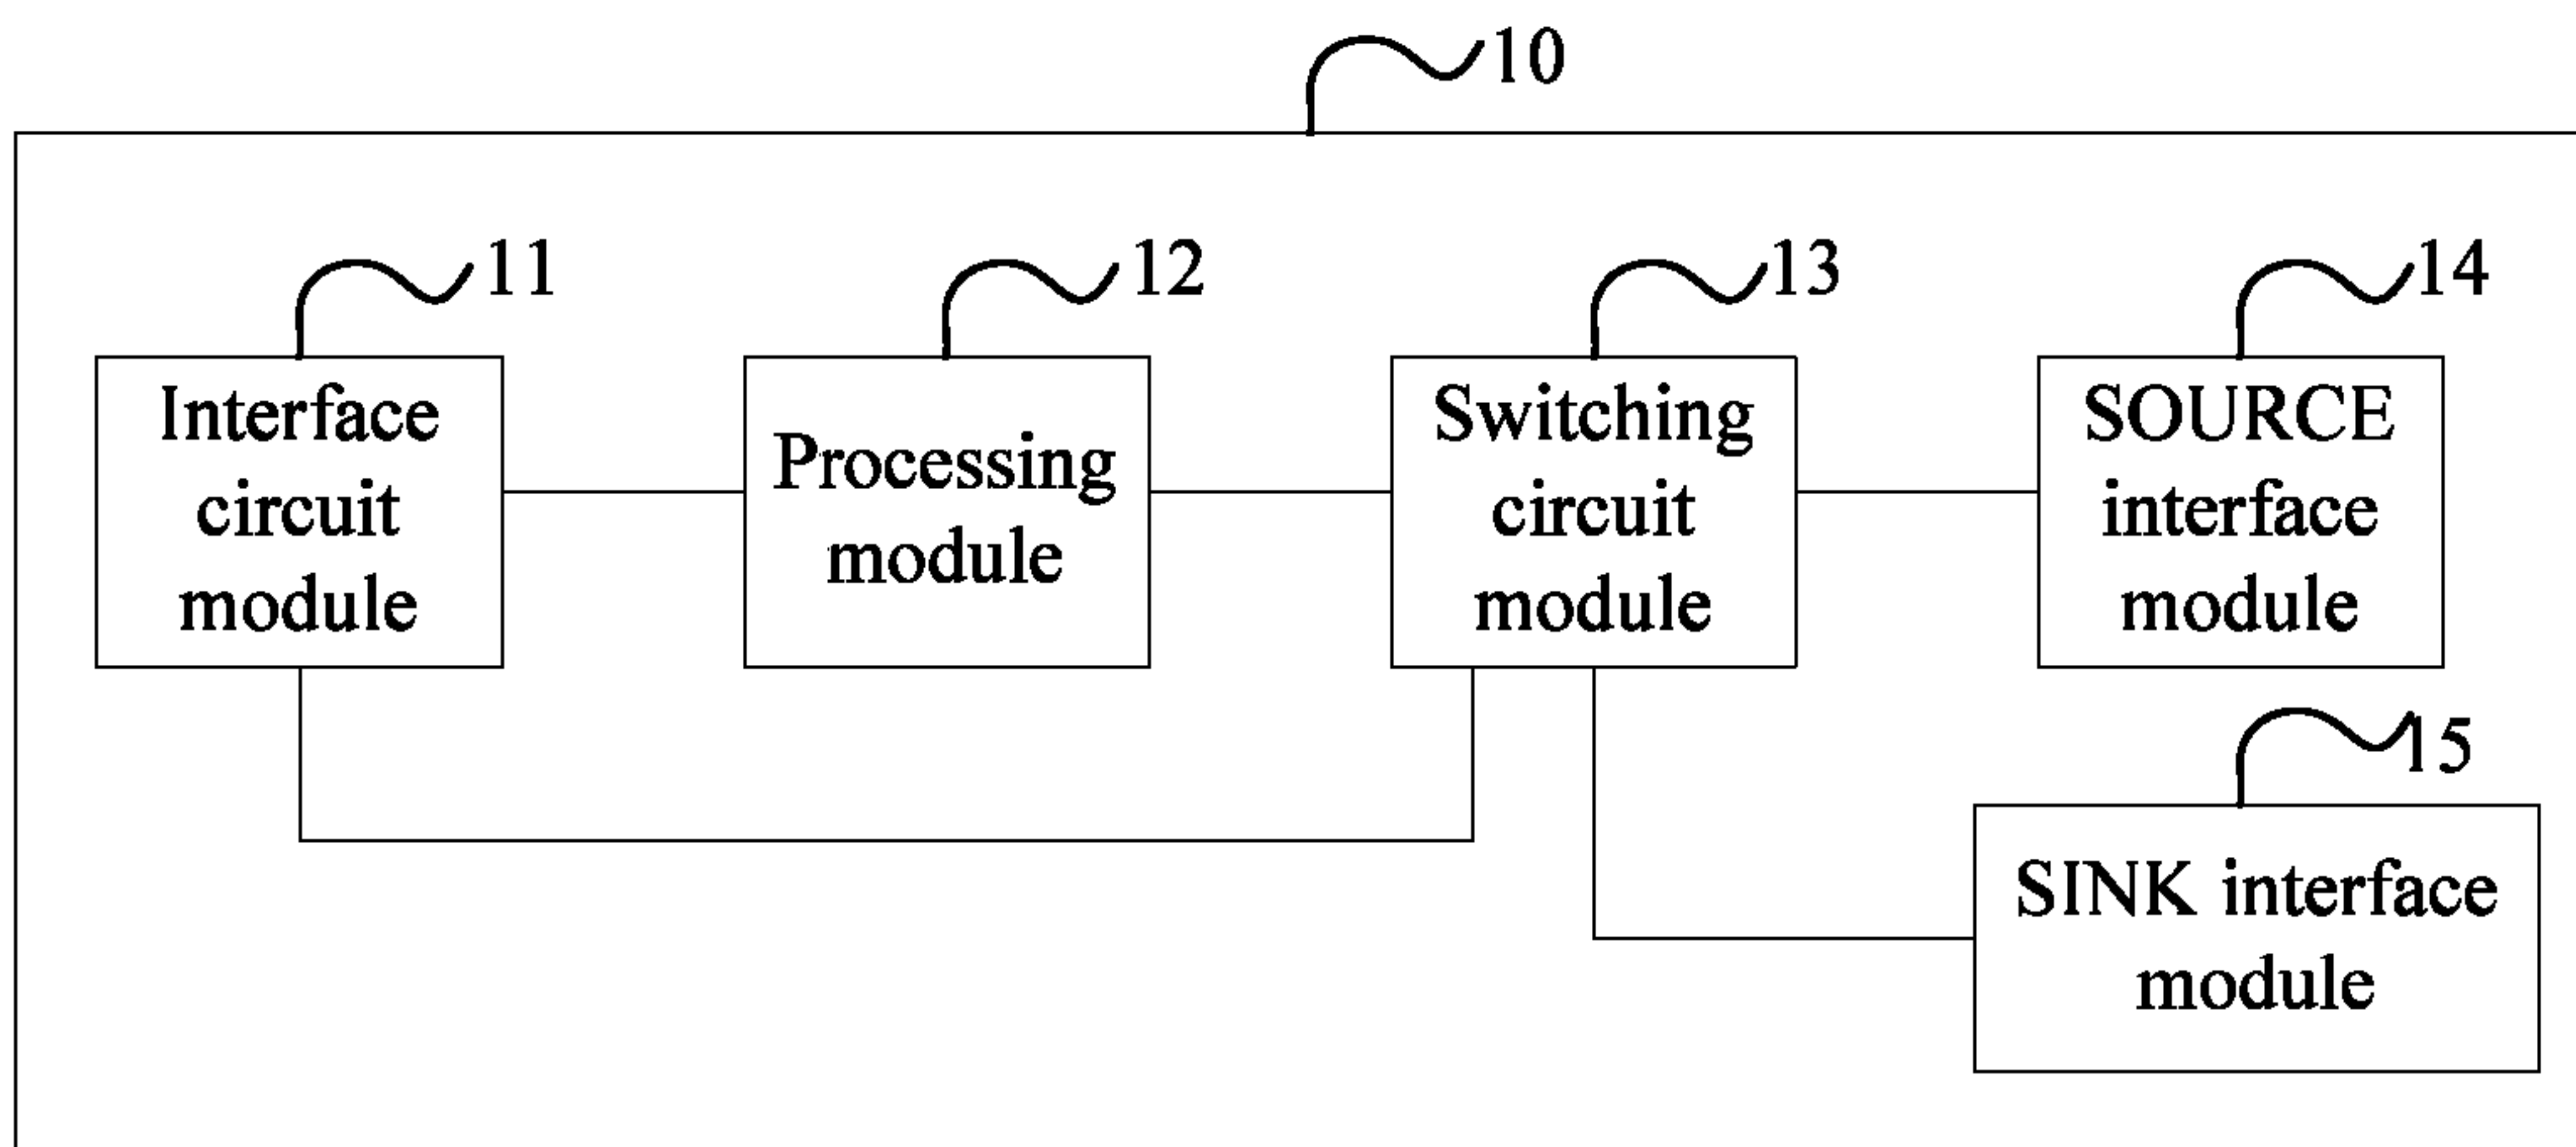 10
11
12
13
14
Interface
circuit
module
Processing
module
Switching
circuit
module
SOURCE
interface
module
15
SINK interface
module